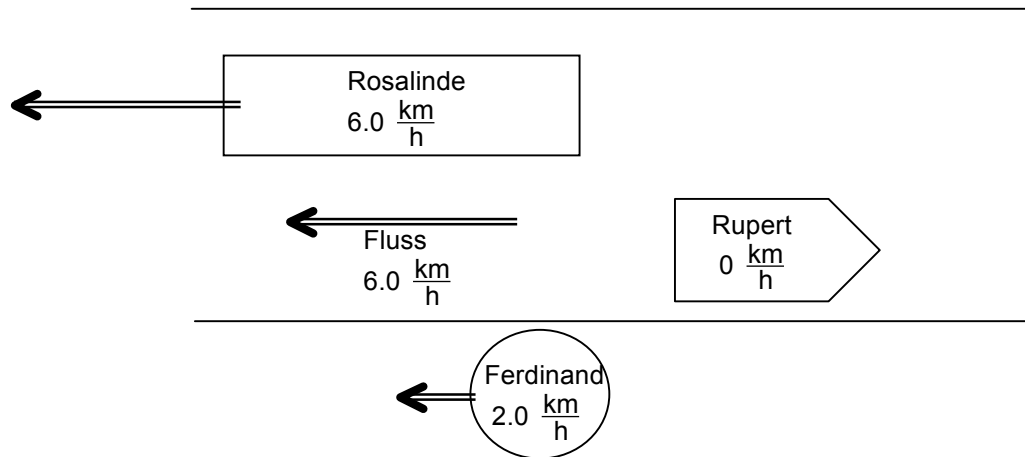 Rosalinde
6.0 km/h
Fluss
6.0 km/h
Rupert
0 km/h
Ferdinand
2.0 km/h